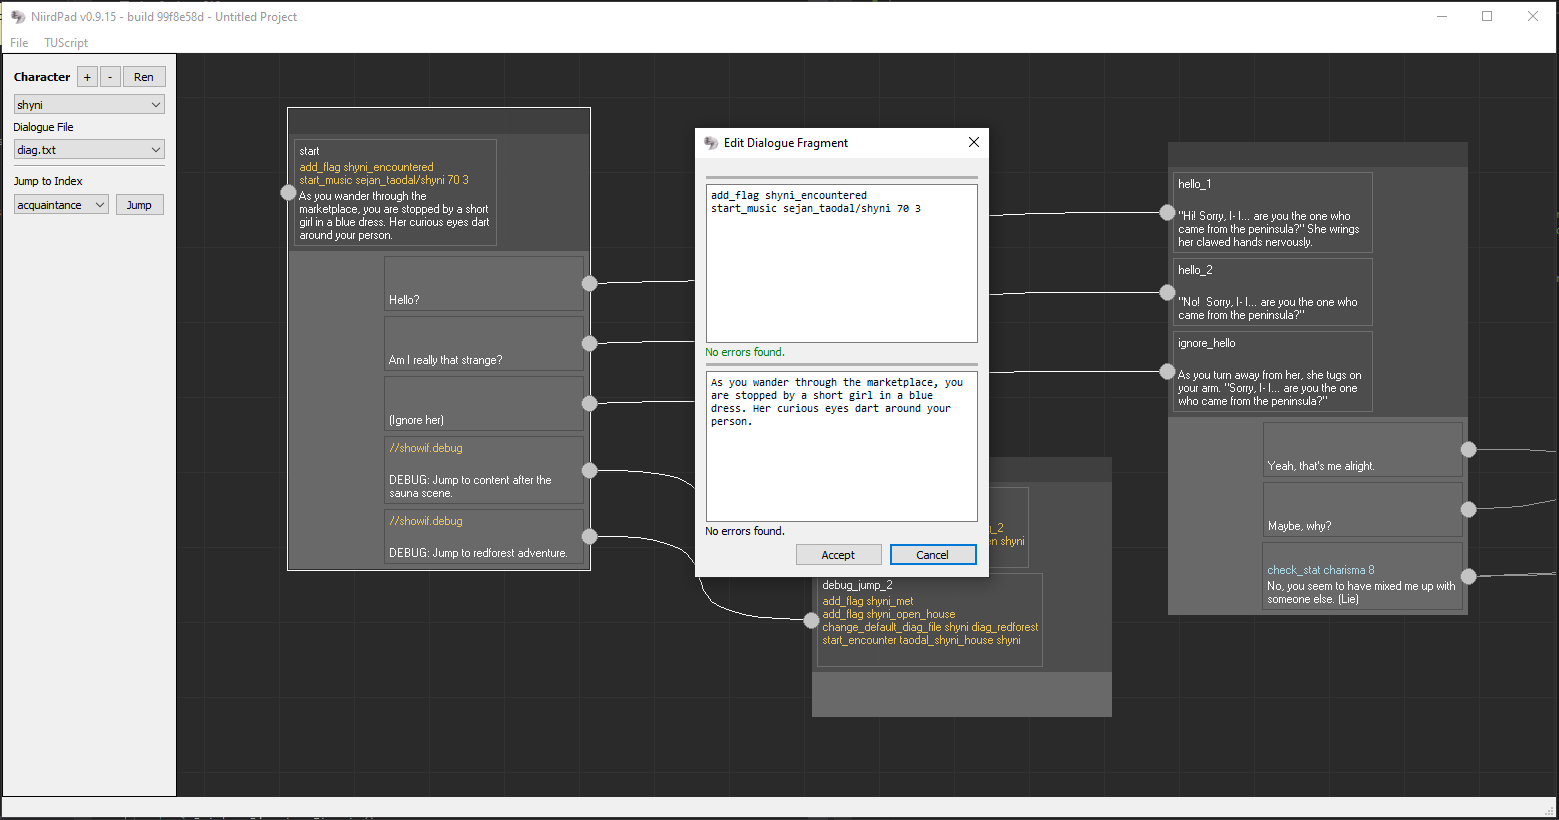 NiirdPad v0.9.15 - build 99f8e58d - Untitled Project
File TUScript
Character + - Ren
shyni
Dialogue File
diag.txt
Jump to Index
acquaintance Jump
start
add_flag shyni_encountered
start_music sejan_taodal/shyni 70 3
As you wander through the
marketplace, you are stopped by a short
girl in a blue dress. Her curious eyes dart
around your person.
Hello?
Am I really that strange?
(Ignore her)
//showif.debug
DEBUG: Jump to content after the
sauna scene.
//showif.debug
DEBUG: Jump to redforest adventure.
Edit Dialogue Fragment
add_flag shyni_encountered
start_music sejan_taodal/shyni 70 3
No errors found.
As you wander through the marketplace, you
are stopped by a short girl in a blue
dress. Her curious eyes dart around your
person.
No errors found.
Accept Cancel
_2
shyni
debug_jump_2
add_flag shyni_met
add_flag shyni_open_house
change_default_diag_file shyni diag_redforest
start_encounter taodal_shyni_house shyni
hello_1
"Hi! Sorry, I- I... are you the one who
came from the peninsula?" She wrings
her clawed hands nervously.
hello_2
"No!  Sorry, I- I... are you the one who
came from the peninsula?"
ignore_hello
As you turn away from her, she tugs on
your arm. "Sorry, I- I... are you the one
who came from the peninsula?"
Yeah, that's me alright.
Maybe, why?
check_stat charisma 8
No, you seem to have mixed me up with
someone else. (Lie)